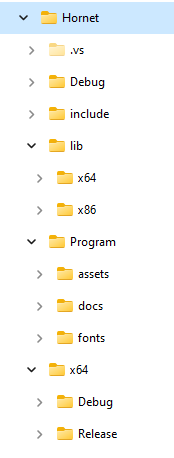 Hornet
.vs
Debug
include
lib
x64
x86
Program
assets
docs
fonts
x64
Debug
Release